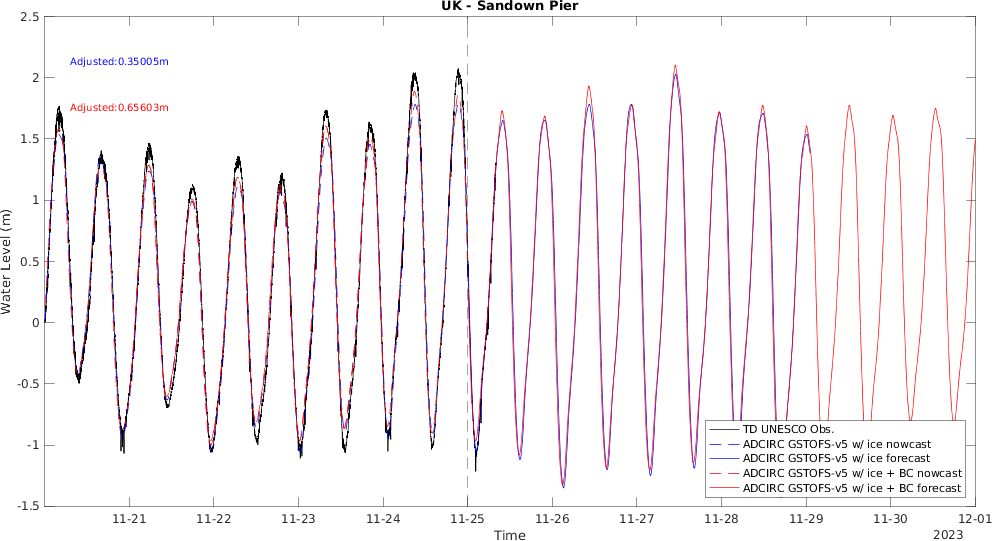 UK - Sandown Pier
2.5
2
1.5
1
0.5
0
-0.5
-1
-1.5
Water Level (m)
Adjusted:0.35005m
Adjusted:0.65603m
TD UNESCO Obs.
ADCIRC GSTOFS-v5 w/ ice nowcast
ADCIRC GSTOFS-v5 w/ ice forecast
ADCIRC GSTOFS-v5 w/ ice + BC nowcast
ADCIRC GSTOFS-v5 w/ ice + BC forecast
11-21 11-22 11-23 11-24 11-25 11-26 11-27 11-28 11-29 11-30 12-01
Time
2023